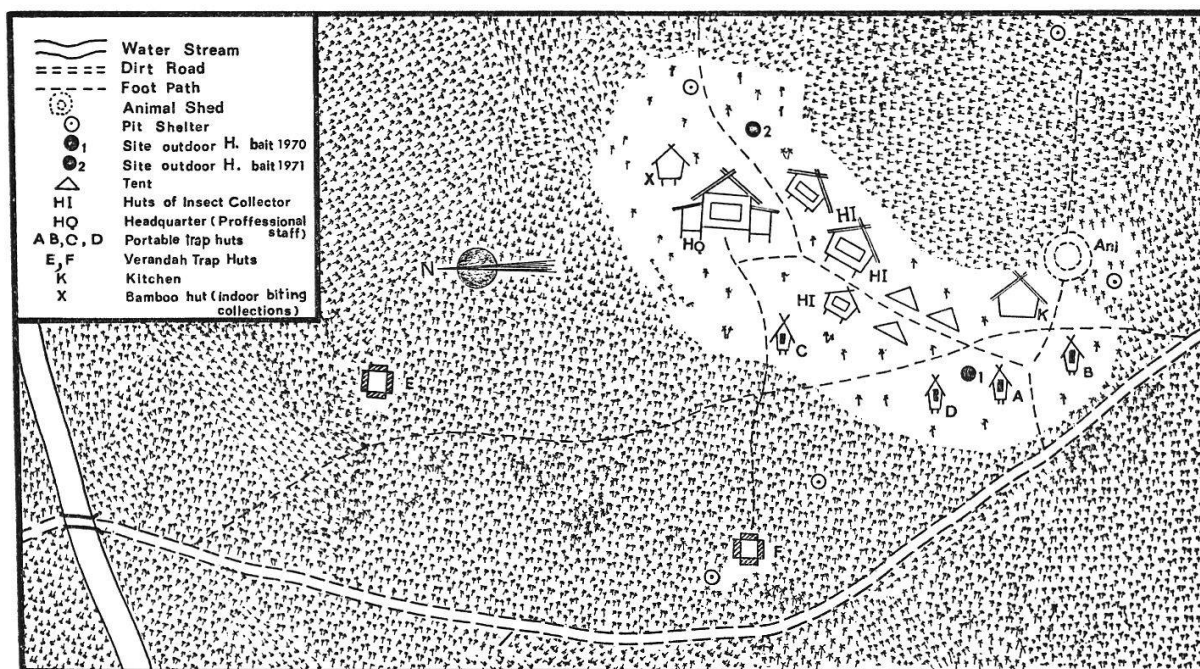 Water Stream
Dirt Road
Foot Path
Animal Shed
Pit Shelter
1 Site outdoor H. bait 1970
2 Site outdoor H. bait 1971
Tent
HI Huts of Insect Collector
HQ Headquarter (Proffessional staff)
A B, C, D Portable Trap huts
E, F Verandah Trap Huts
K Kitchen
X Bamboo hut (indoor biting
collections)
2
X
HI
HQ
HI
Ani
N
HI
K
C
B
E
1
A
D
F